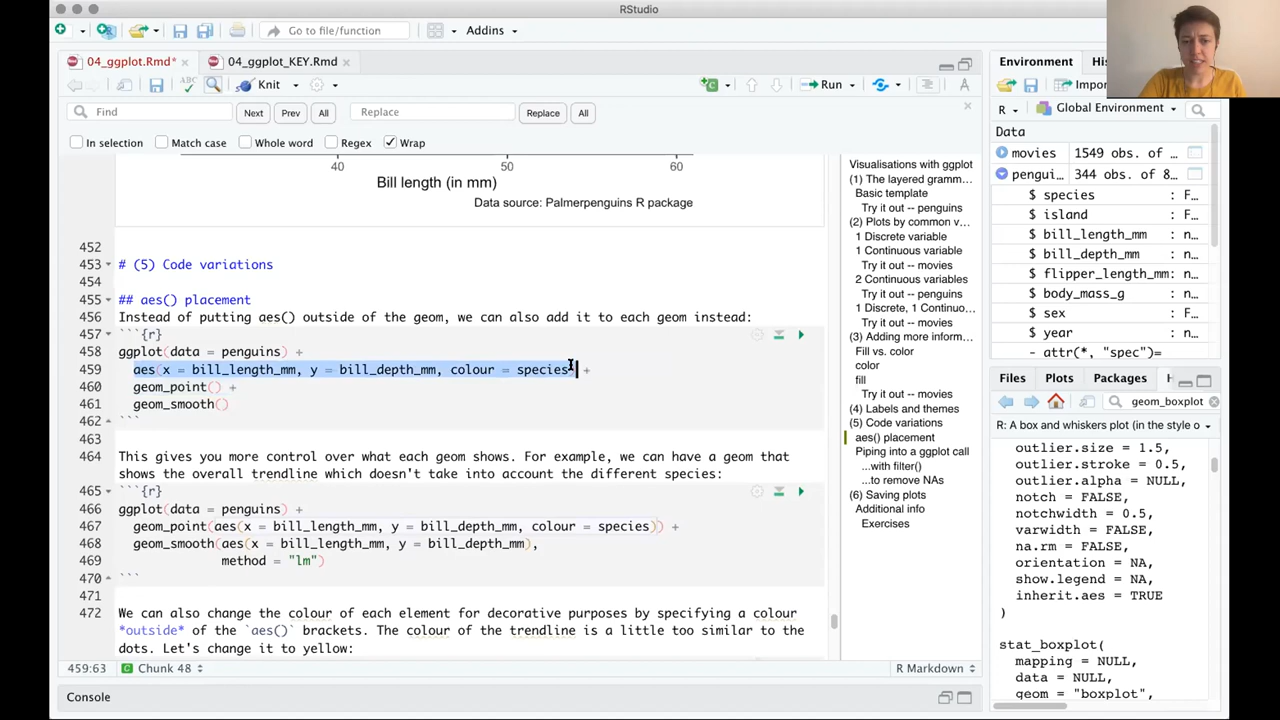 RStudio
Go to file/function
Addins
04_ggplot.Rmd*
04_ggplot_KEY.Rmd
ABC
Knit
Run
Find
Next
Prev
All
Replace
Replace
All
In selection
Match case
Whole word
Regex
Wrap
40
50
60
Bill length (in mm)
Data source: Palmerpenguins R package
452
453 # (5) Code variations
454
455 ## aes() placement
456 Instead of putting aes() outside of the geom, we can also add it to each geom instead:
457 ```{r}
458 ggplot(data = penguins) +
459 aes(x = bill_length_mm, y = bill_depth_mm, colour = species) +
460 geom_point() +
461 geom_smooth()
462 ```
463
464 This gives you more control over what each geom shows. For example, we can have a geom that
shows the overall trendline which doesn't take into account the different species:
465 ```{r}
466 ggplot(data = penguins) +
467 geom_point(aes(x = bill_length_mm, y = bill_depth_mm, colour = species)) +
468 geom_smooth(aes(x = bill_length_mm, y = bill_depth_mm),
469 method = "lm")
470 ```
471
472 We can also change the colour of each element for decorative purposes by specifying a colour
*outside* of the `aes()` brackets. The colour of the trendline is a little too similar to the
dots. Let's change it to yellow:
459:63
Chunk 48
R Markdown
Console
Visualisations with ggplot
(1) The layered gramm...
Basic template
Try it out -- penguins
(2) Plots by common v...
1 Discrete variable
1 Continuous variable
Try it out -- movies
2 Continuous variables
Try it out -- penguins
1 Discrete, 1 Continuo...
Try it out -- movies
(3) Adding more inform...
Fill vs. color
color
fill
Try it out -- movies
(4) Labels and themes
(5) Code variations
aes() placement
Piping into a ggplot call
...with filter()
...to remove NAs
(6) Saving plots
Additional info
Exercises
Environment
His
Impor
R
Global Environment
Data
movies 1549 obs. of ...
pengui... 344 obs. of 8...
$ species : F...
$ island : F...
$ bill_length_mm : n...
$ bill_depth_mm : n...
$ flipper_length_mm: n...
$ body_mass_g : n...
$ sex : F...
$ year : n...
- attr(*, "spec")=
Files
Plots
Packages
geom_boxplot
R: A box and whiskers plot (in the style o
outlier.size = 1.5,
outlier.stroke = 0.5,
outlier.alpha = NULL,
notch = FALSE,
notchwidth = 0.5,
varwidth = FALSE,
na.rm = FALSE,
orientation = NA,
show.legend = NA,
inherit.aes = TRUE
)
stat_boxplot(
mapping = NULL,
data = NULL,
geom = "boxplot",